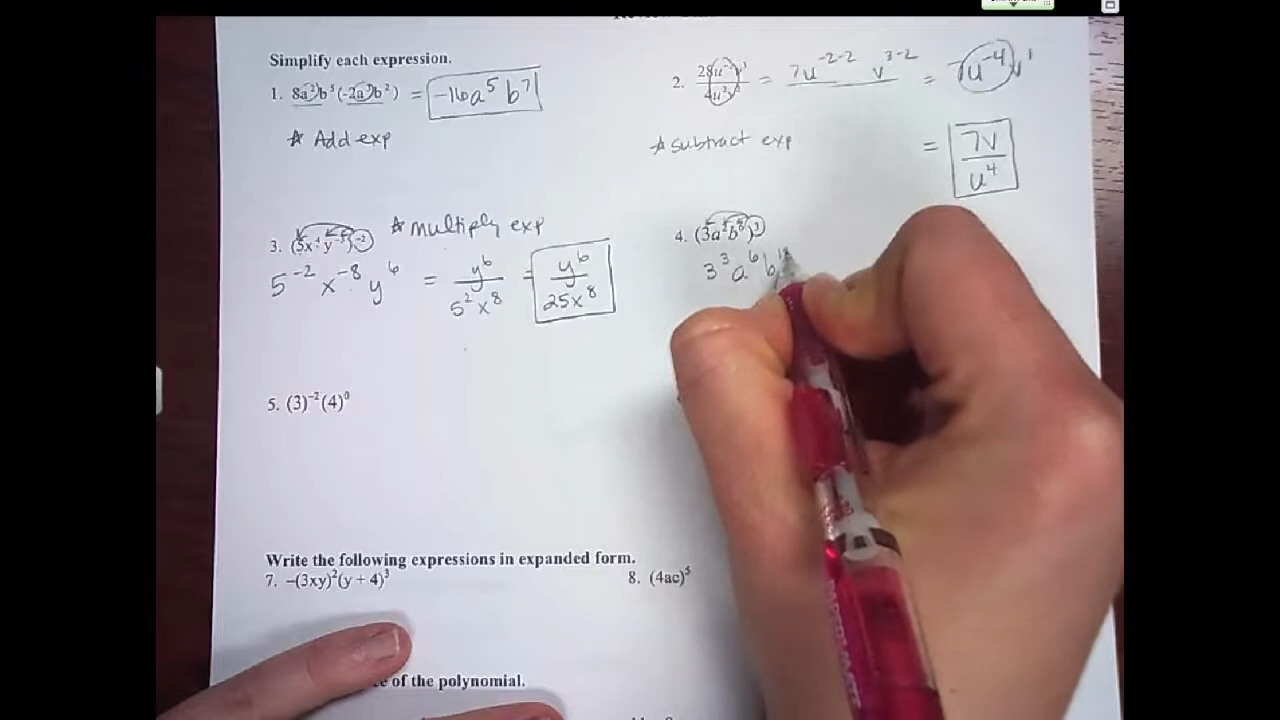 Simplify each expression.
1. 8a³b⁵(-2a²b²) = -16a⁵b⁷
* Add exp
2. 28u⁻²v³ / 4u²v² = 7u⁻²⁻² v³⁻² = 7u⁻⁴v¹
* subtract exp
= 7v / u⁴
* multiply exp
3. (5x⁴y⁻³)⁻²
5⁻² x⁻⁸ y⁶ = y⁶ / 5²x⁸ = y⁶ / 25x⁸
4. (3a²b⁶)³
3³a⁶b¹⁸
5. (3)⁻²(4)⁰
Write the following expressions in expanded form.
7. –(3xy)²(y + 4)³
8. (4ac)⁵
of the polynomial.